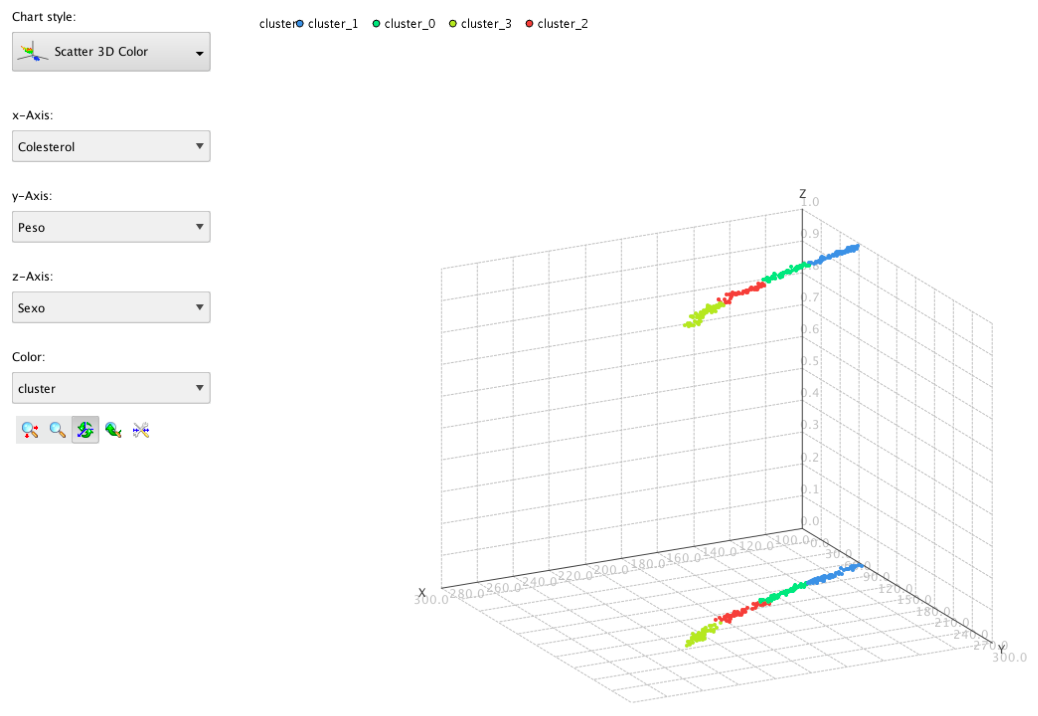 Chart style:
Scatter 3D Color
x-Axis:
Colesterol
y-Axis:
Peso
z-Axis:
Sexo
Color:
cluster
cluster cluster_1 cluster_0 cluster_3 cluster_2
Z
1.0
0.9
0.7
0.6
0.5
0.4
0.3
0.2
0.1
0.0
X
300.0 280.0 260.0 240.0 220.0 200.0 180.0 160.0 140.0 120.0 100.0
0.0
30.0
90.0
120.0
150.0
180.0
210.0
240.0
270.0
Y
300.0